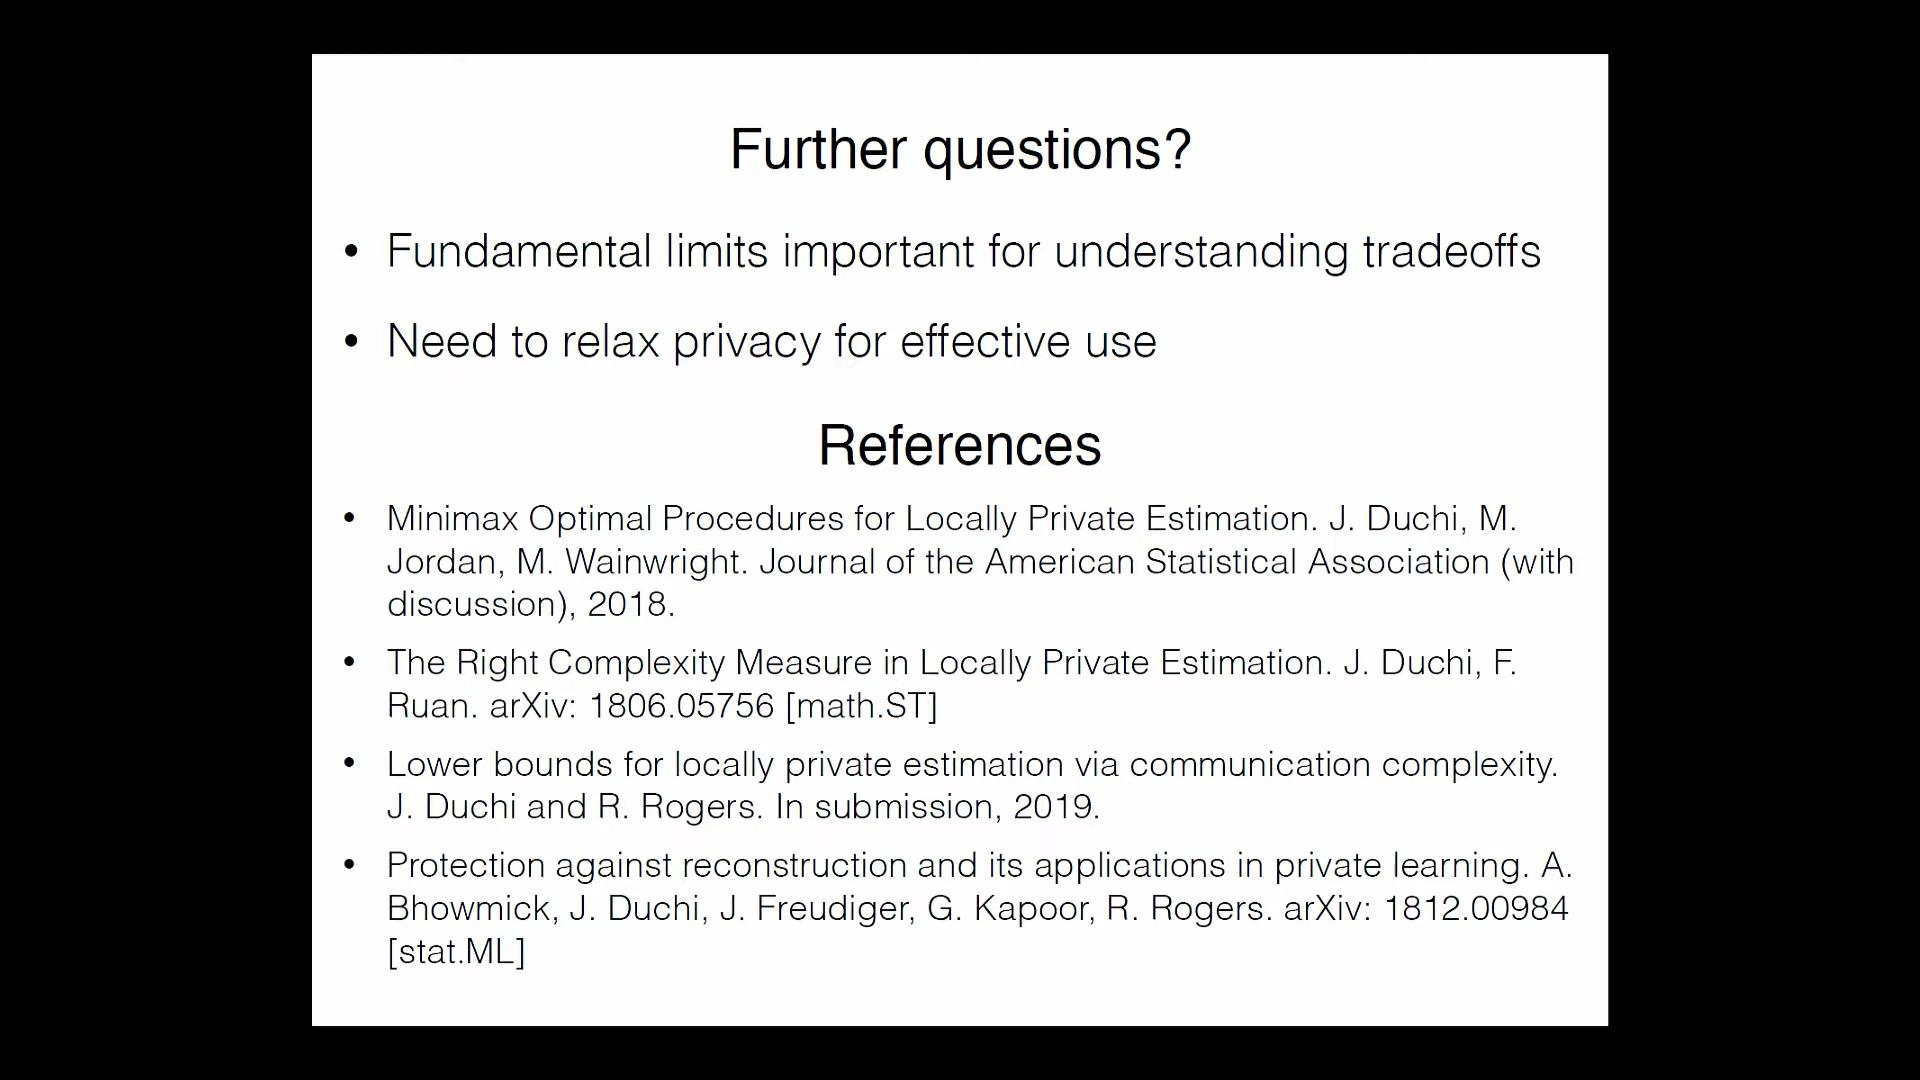 Further questions?
• Fundamental limits important for understanding tradeoffs
• Need to relax privacy for effective use
References
• Minimax Optimal Procedures for Locally Private Estimation. J. Duchi, M.
Jordan, M. Wainwright. Journal of the American Statistical Association (with
discussion), 2018.
• The Right Complexity Measure in Locally Private Estimation. J. Duchi, F.
Ruan. arXiv: 1806.05756 [math.ST]
• Lower bounds for locally private estimation via communication complexity.
J. Duchi and R. Rogers. In submission, 2019.
• Protection against reconstruction and its applications in private learning. A.
Bhowmick, J. Duchi, J. Freudiger, G. Kapoor, R. Rogers. arXiv: 1812.00984
[stat.ML]